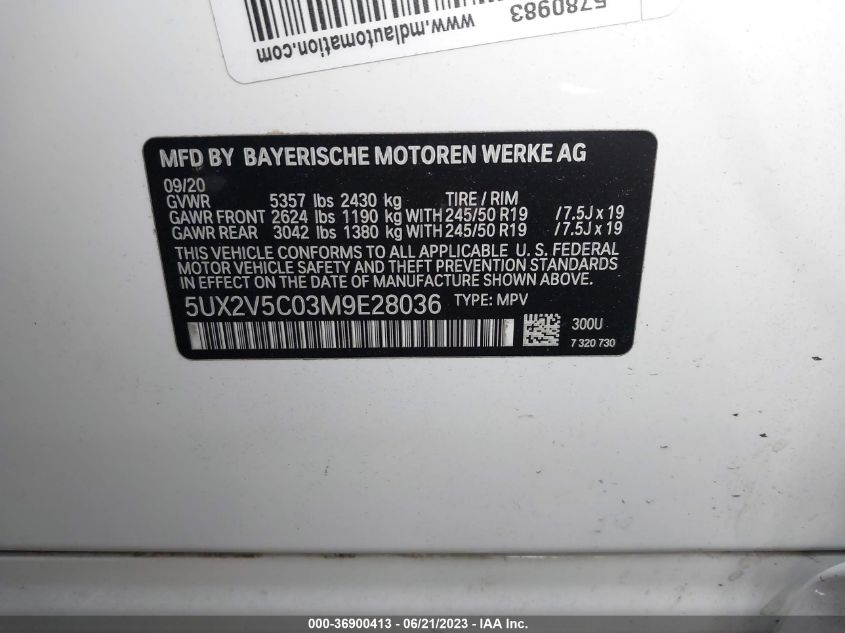 5780983
www.mdlautomation.com
MFD BY BAYERISCHE MOTOREN WERKE AG
09/20
GVWR 5357 lbs 2430 kg TIRE / RIM
GAWR FRONT 2624 lbs 1190 kg WITH 245/50 R19 / 7.5J x 19
GAWR REAR 3042 lbs 1380 kg WITH 245/50 R19 / 7.5J x 19
THIS VEHICLE CONFORMS TO ALL APPLICABLE U. S. FEDERAL
MOTOR VEHICLE SAFETY AND THEFT PREVENTION STANDARDS
IN EFFECT ON THE DATE OF MANUFACTURE SHOWN ABOVE.
5UX2V5C03M9E28036 TYPE: MPV
300U
7 320 730
000-36900413 - 06/21/2023 - IAA Inc.